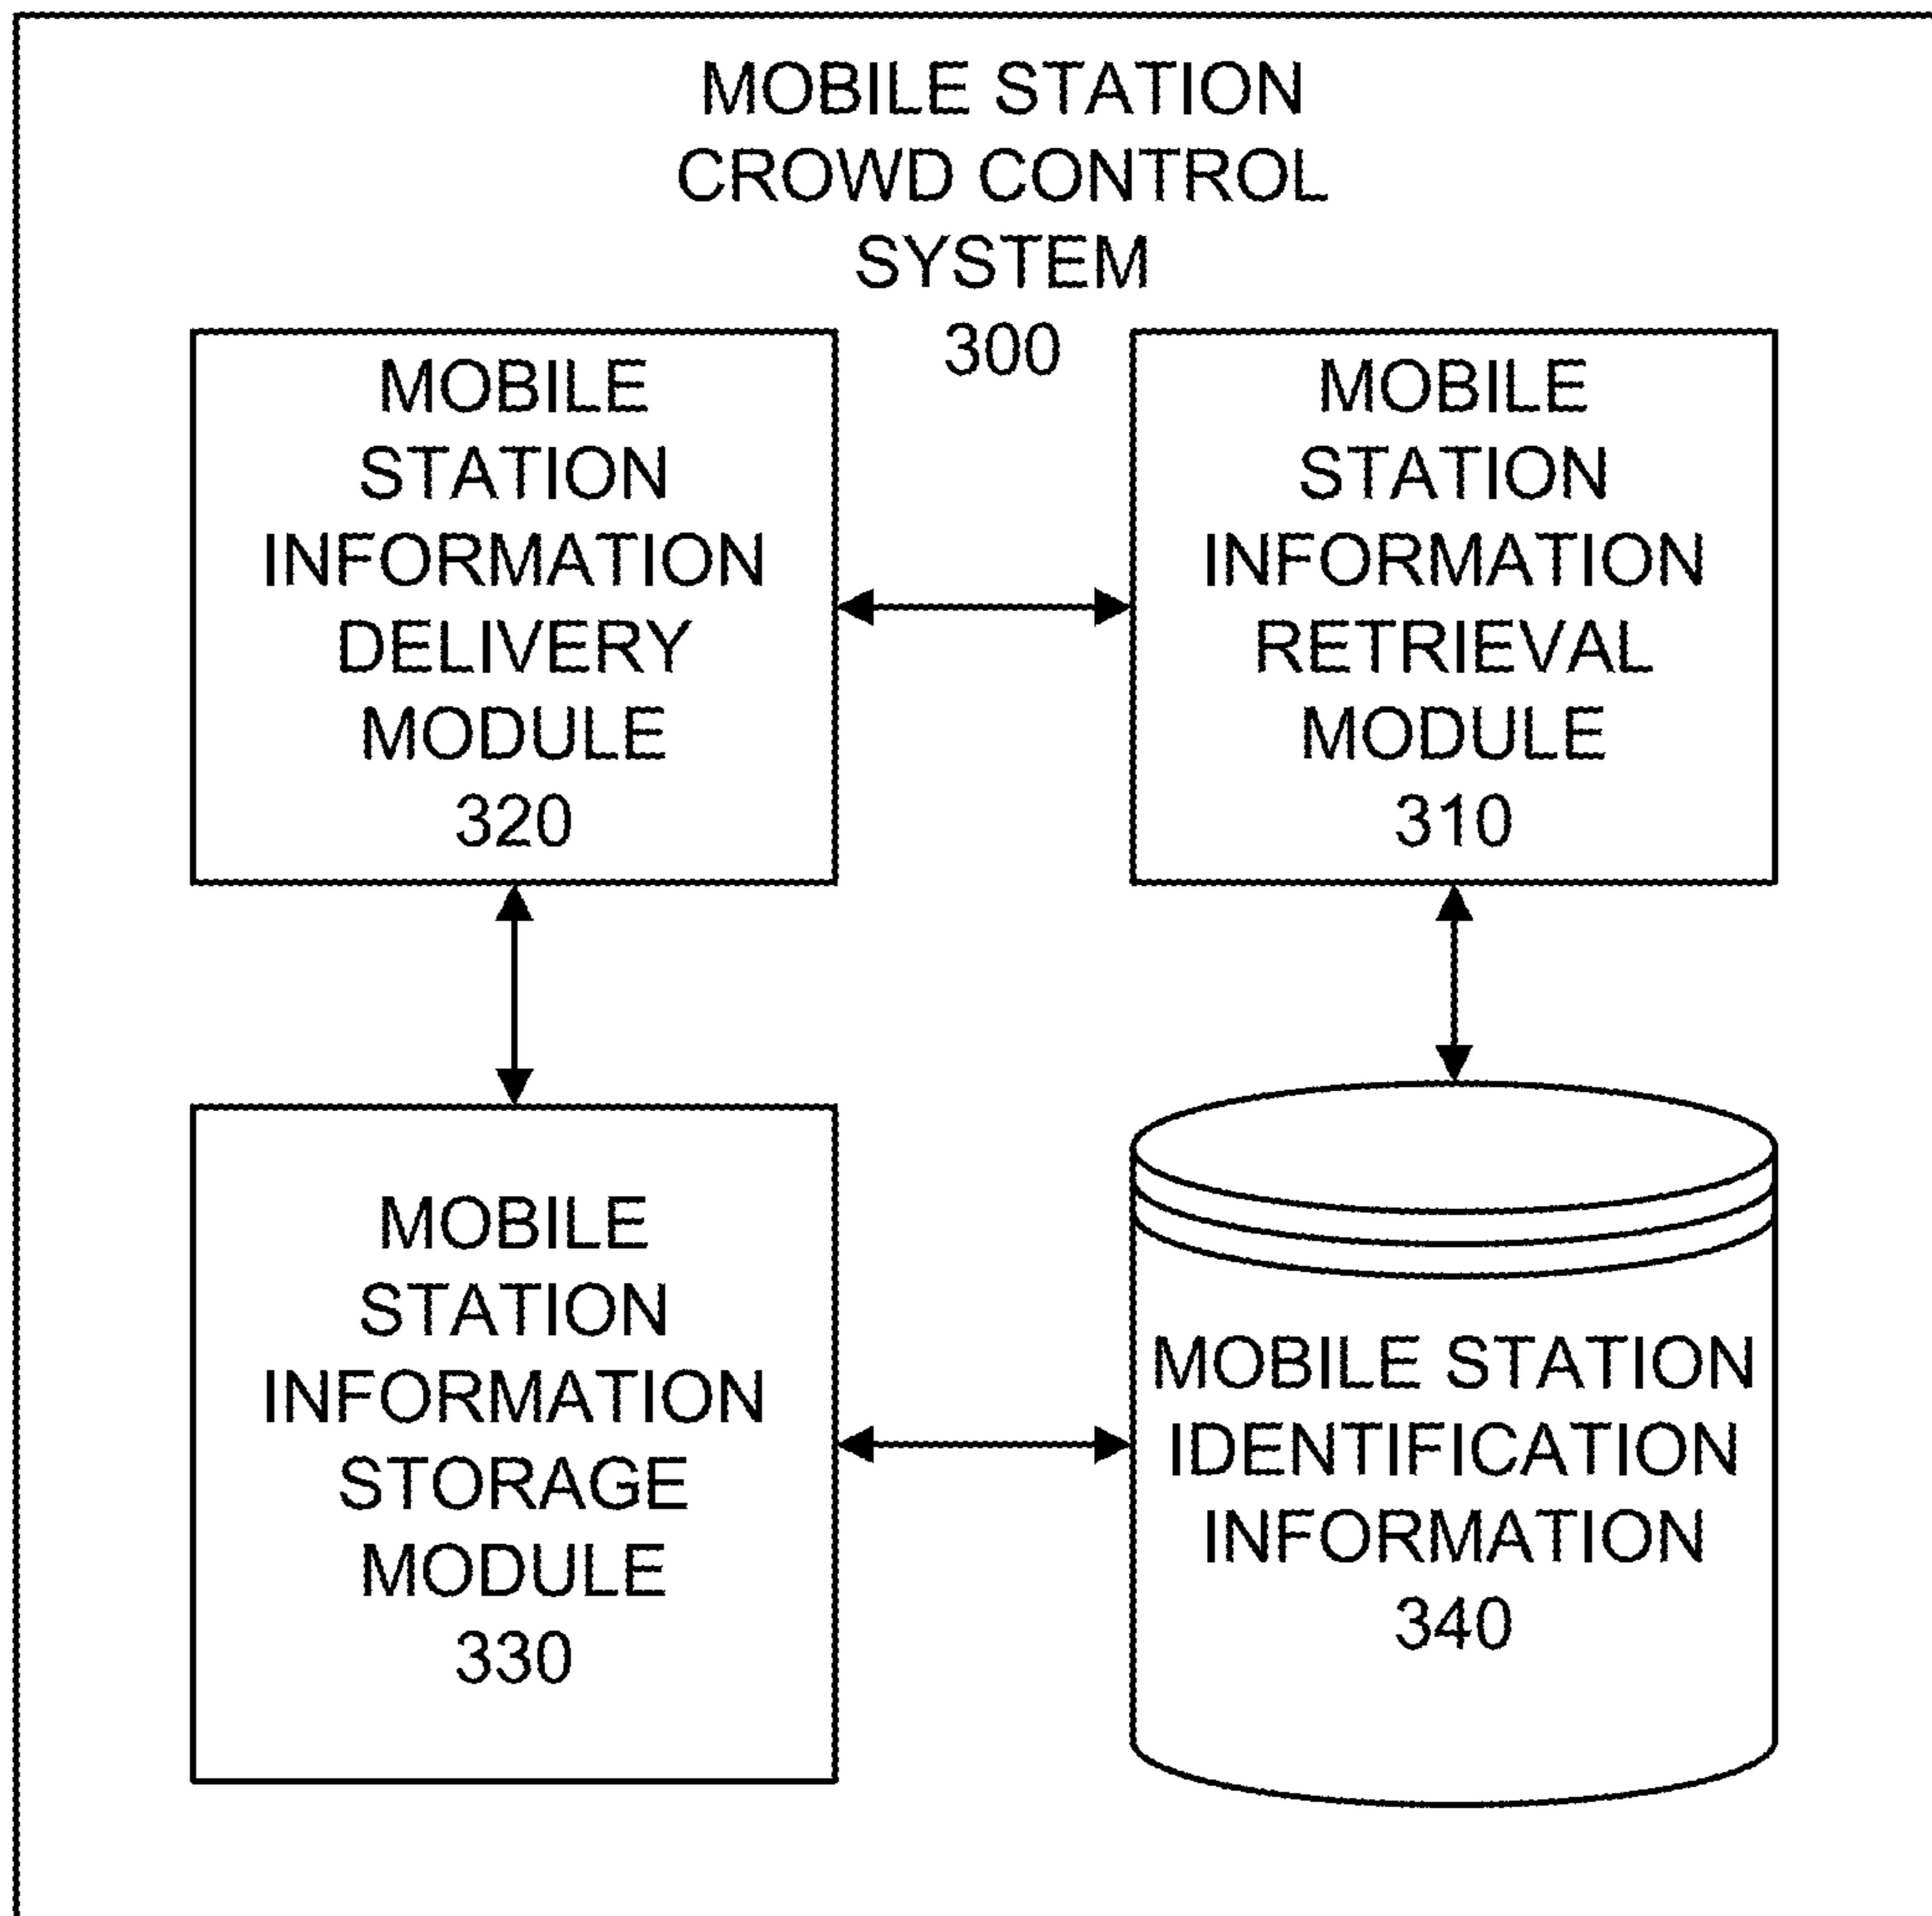 MOBILE STATION
CROWD CONTROL
SYSTEM
300
MOBILE
STATION
INFORMATION
DELIVERY
MODULE
320
MOBILE
STATION
INFORMATION
RETRIEVAL
MODULE
310
MOBILE
STATION
INFORMATION
STORAGE
MODULE
330
MOBILE STATION
IDENTIFICATION
INFORMATION
340